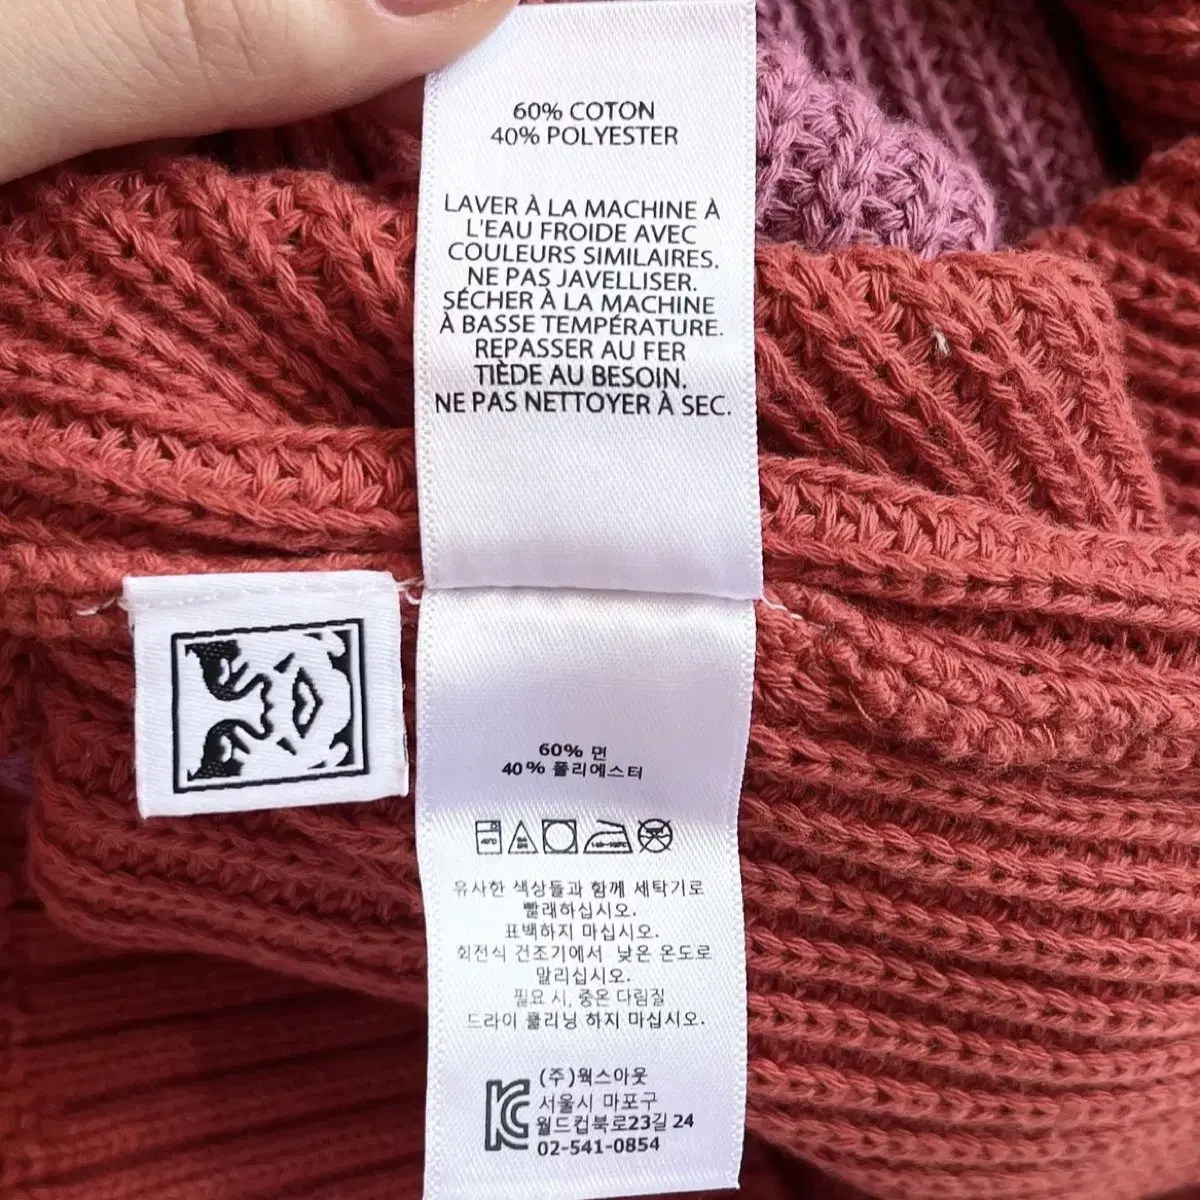 60% COTON
40% POLYESTER
LAVER À LA MACHINE À
L'EAU FROIDE AVEC
COULEURS SIMILAIRES.
NE PAS JAVELLISER.
SÉCHER À LA MACHINE
À BASSE TEMPÉRATURE.
REPASSER AU FER
TIÈDE AU BESOIN.
NE PAS NETTOYER À SEC.
60% 면
40% 폴리에스터
유사한 색상들과 함께 세탁기로
빨래하십시오.
표백하지 마십시오.
회전식 건조기에서 낮은 온도로
말리십시오.
필요 시, 중온 다림질
드라이 클리닝 하지 마십시오.
(주)웍스아웃
서울시 마포구
월드컵북로23길 24
02-541-0854